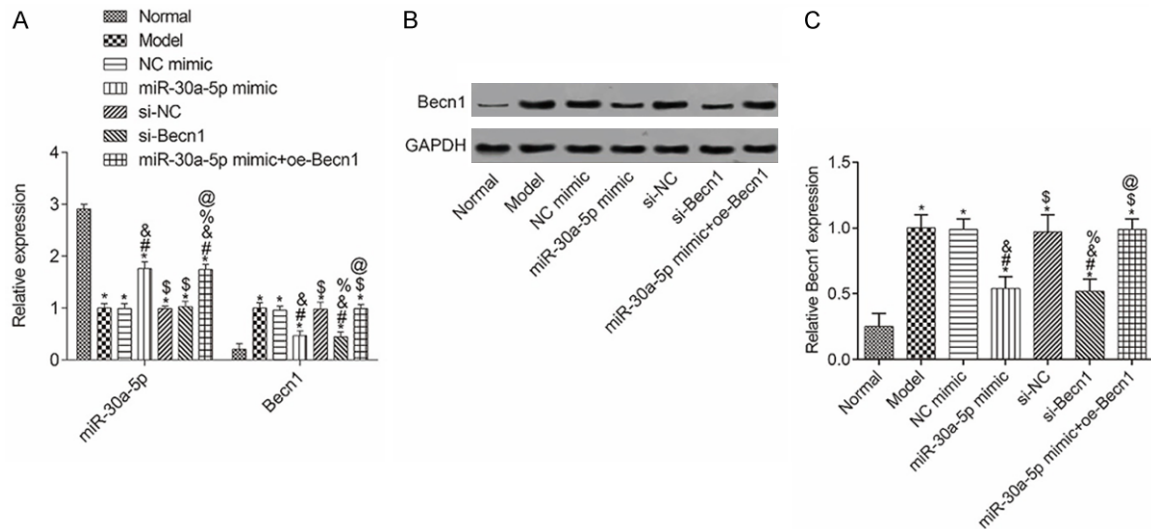 A
Normal
Model
NC mimic
miR-30a-5p mimic
si-NC
si-Becn1
miR-30a-5p mimic+oe-Becn1
Relative expression
4
3
2
1
0
*
*
&
#
*
$
*
$
*
@
%
&
#
*
*
*
&
#
*
$
*
%
&
#
*
@
$
*
miR-30a-5p
Becn1
B
Becn1
GAPDH
Normal
Model
NC mimic
miR-30a-5p mimic
si-NC
si-Becn1
miR-30a-5p mimic+oe-Becn1
C
Relative Becn1 expression
1.5
1.0
0.5
0.0
*
*
&
#
*
$
*
%
&
#
*
@
$
*
Normal
Model
NC mimic
miR-30a-5p mimic
si-NC
si-Becn1
miR-30a-5p mimic+oe-Becn1